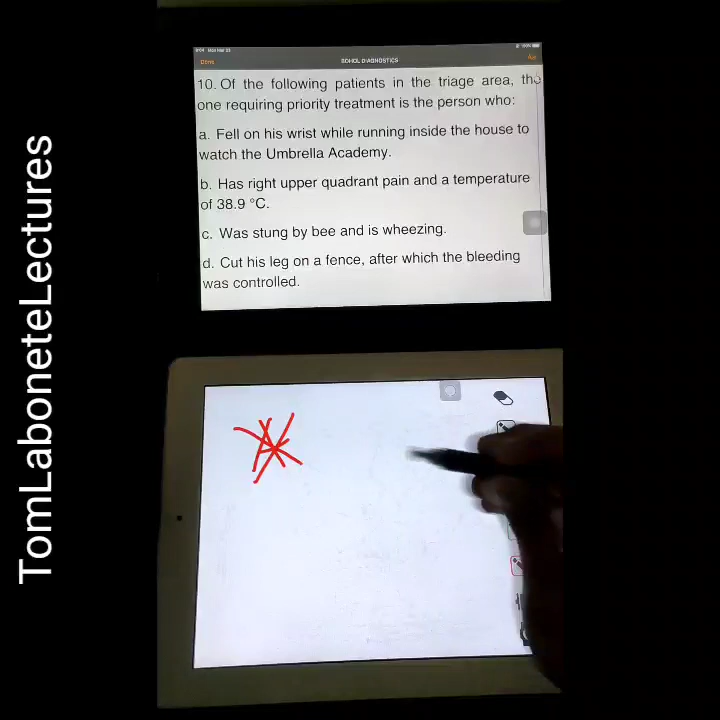 TomLaboneteLectures
Done
SCHOL DIAGNOSTICS
10. Of the following patients in the triage area, the
one requiring priority treatment is the person who:
a. Fell on his wrist while running inside the house to
watch the Umbrella Academy.
b. Has right upper quadrant pain and a temperature
of 38.9 °C.
c. Was stung by bee and is wheezing.
d. Cut his leg on a fence, after which the bleeding
was controlled.